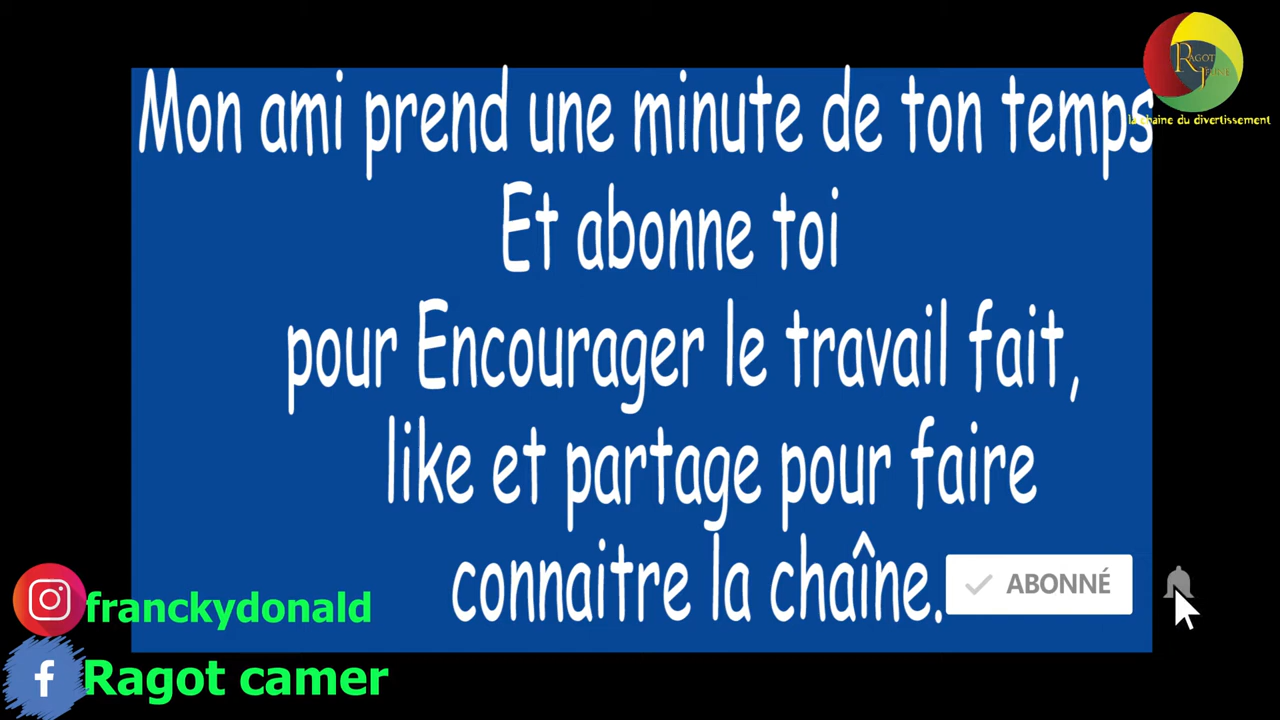 Mon ami prend une minute de ton temps
Et abonne toi
pour Encourager le travail fait,
like et partage pour faire
connaitre la chaîne.
ABONNÉ
franckydonald
Ragot camer
RAGOT
la chaine du divertissement